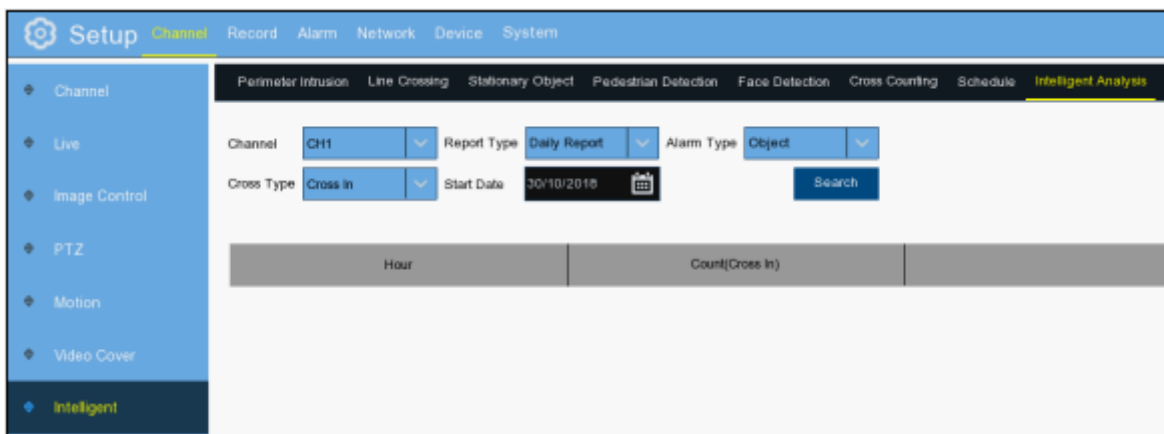 Setup Channel Record Alarm Network Device System
Channel
Live
Image Control
PTZ
Motion
Video Cover
Intelligent
Perimeter Intrusion Line Crossing Stationary Object Pedestrian Detection Face Detection Cross Counting Schedule Intelligent Analysis
Channel CH1 Report Type Daily Report Alarm Type Object
Cross Type Cross In Start Date 30/10/2018 Search
Hour Count(Cross In)